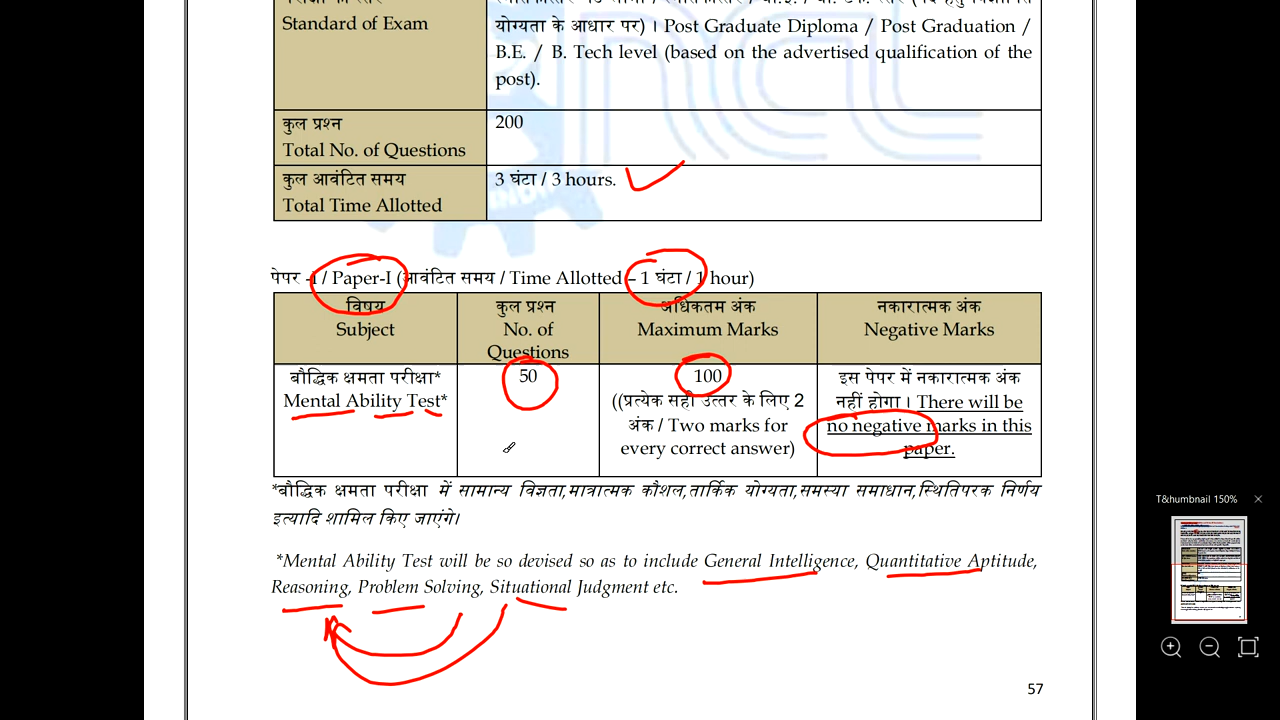 Standard of Exam
योग्यता के आधार पर) । Post Graduate Diploma / Post Graduation /
B.E. / B. Tech level (based on the advertised qualification of the
post).
कुल प्रश्न
Total No. of Questions
200
कुल आवंटित समय
Total Time Allotted
3 घंटा / 3 hours.
पेपर -I / Paper-I (आवंटित समय / Time Allotted – 1 घंटा / 1 hour)
विषय
Subject
कुल प्रश्न
No. of
Questions
अधिकतम अंक
Maximum Marks
नकारात्मक अंक
Negative Marks
बौद्धिक क्षमता परीक्षा*
Mental Ability Test*
50
100
((प्रत्येक सही उत्तर के लिए 2
अंक / Two marks for
every correct answer)
इस पेपर में नकारात्मक अंक
नहीं होगा । There will be
no negative marks in this
paper.
*बौद्धिक क्षमता परीक्षा में सामान्य विज्ञता,मात्रात्मक कौशल,तार्किक योग्यता,समस्या समाधान,स्थितिपरक निर्णय
इत्यादि शामिल किए जाएंगे।
*Mental Ability Test will be so devised so as to include General Intelligence, Quantitative Aptitude,
Reasoning, Problem Solving, Situational Judgment etc.
57
T&humbnail 150%